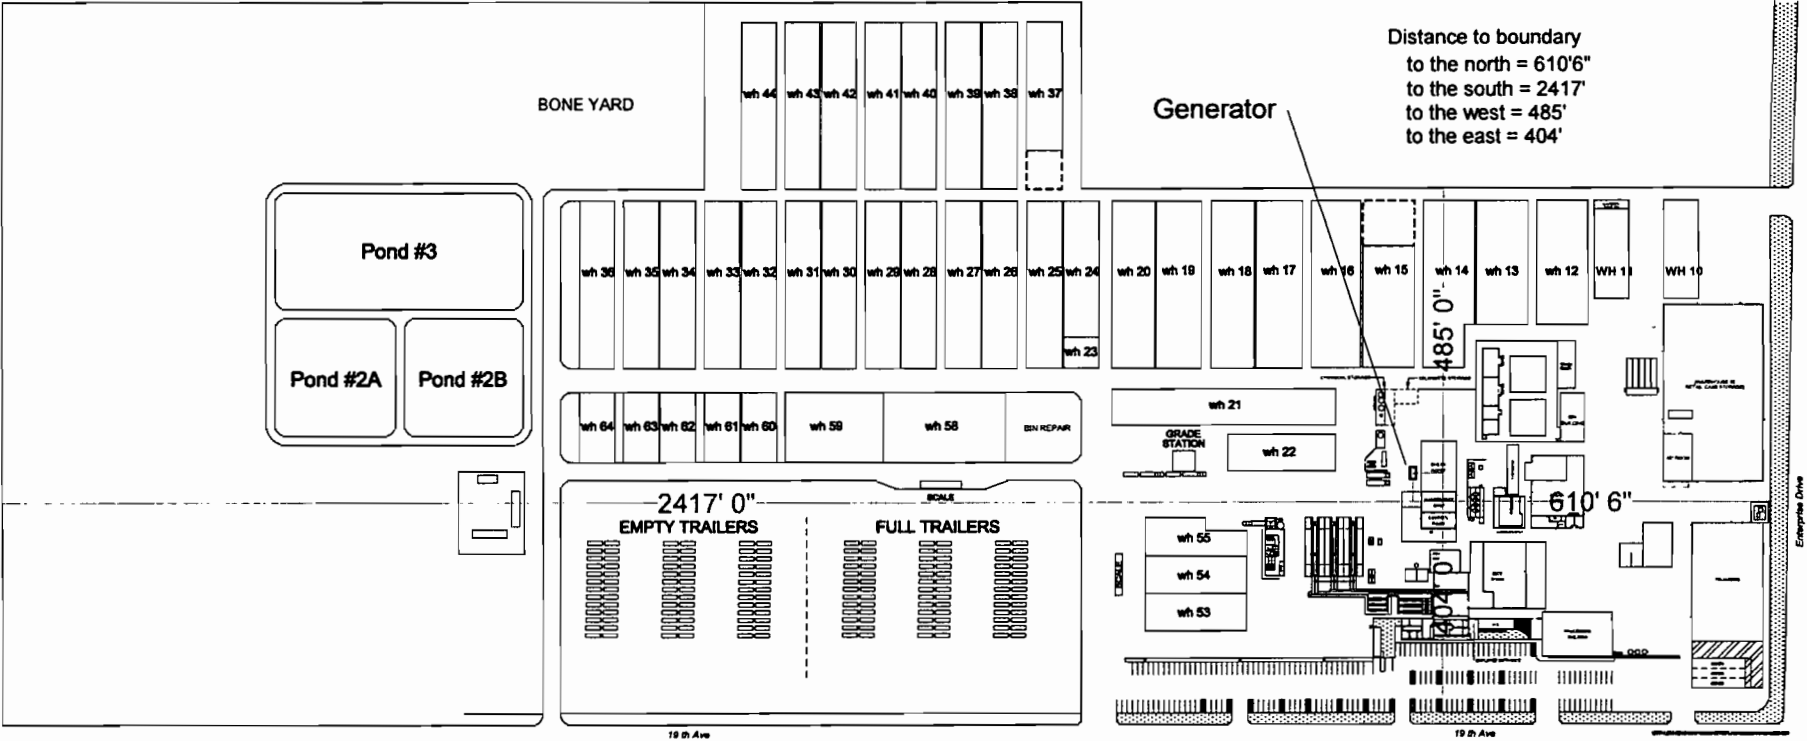 Distance to boundary
to the north = 610'6"
to the south = 2417'
to the west = 485'
to the east = 404'
Generator
BONE YARD
wh 44 wh 43 wh 42 wh 41 wh 40 wh 39 wh 38 wh 37
Pond #3
Pond #2A Pond #2B
wh 36 wh 35 wh 34 wh 33 wh 32 wh 31 wh 30 wh 29 wh 28 wh 27 wh 26 wh 25 wh 24 wh 20 wh 19 wh 18 wh 17 wh 16 wh 15 wh 14 wh 13 wh 12 WH 11 WH 10
wh 23
485' 0"
wh 64 wh 63 wh 62 wh 61 wh 60 wh 59 wh 58 BIN REPAIR
wh 21
GRADE
STATION
wh 22
SCALE
2417' 0"
610' 6"
EMPTY TRAILERS FULL TRAILERS
wh 55
wh 54
wh 53
SCALE
404' 0"
Enterprise Drive
19 th Ave
19 th Ave